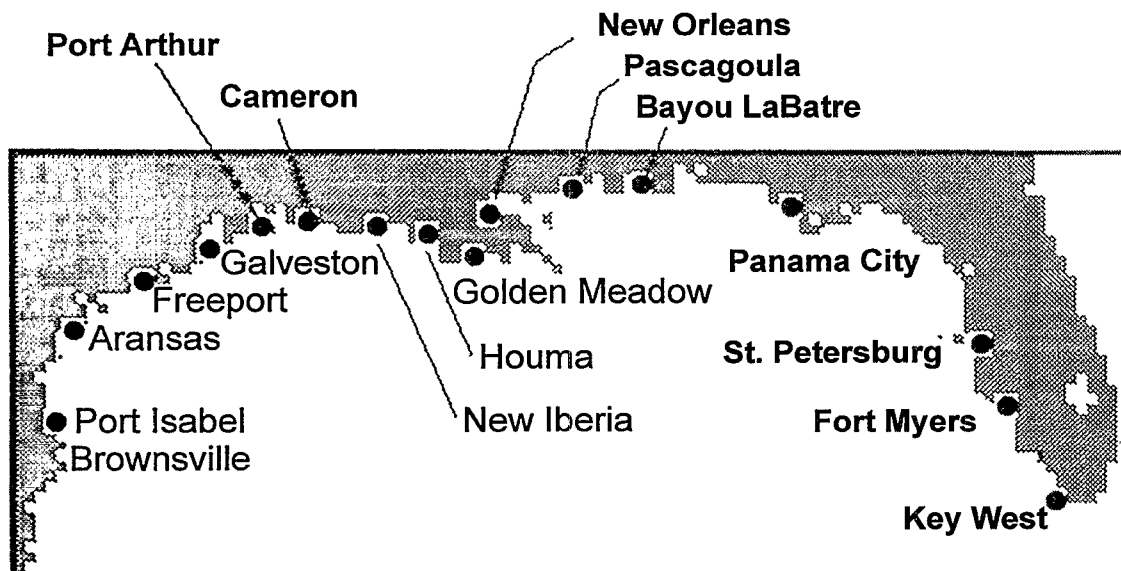 New Orleans
Port Arthur
Pascagoula
Cameron
Bayou LaBatre
Galveston
Panama City
Freeport
Golden Meadow
Aransas
Houma
St. Petersburg
Port Isabel
New Iberia
Fort Myers
Brownsville
Key West